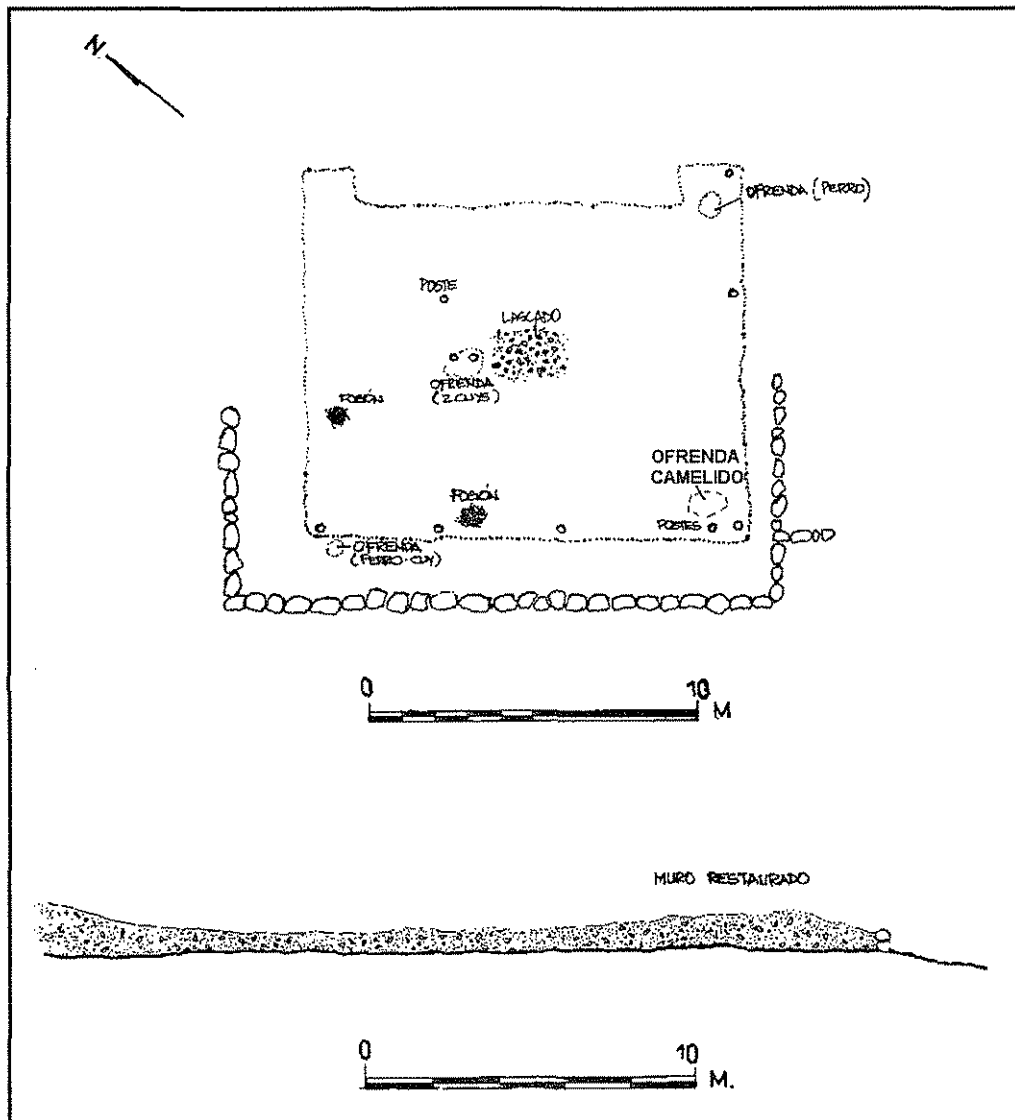 N.
OFRENDA (PERRO)
POSTE
LASCADO
OFRENDA
(2 CUYS)
FOGÓN
OFRENDA
CAMELIDO
FOGÓN
POSTES
OFRENDA
(PERRO-CUY)
0 10 M
MURO RESTAURADO
0 10 M.